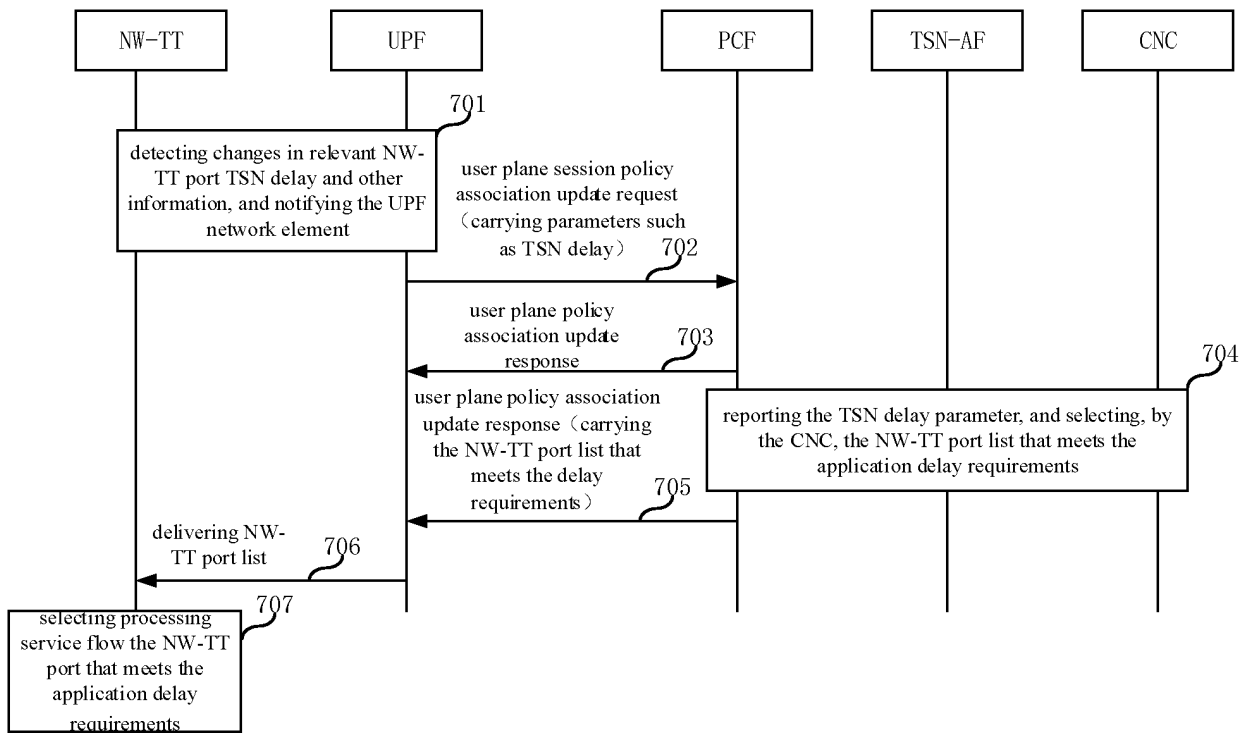 NW-TT
UPF
PCF
TSN-AF
CNC
701
detecting changes in relevant NW-
TT port TSN delay and other
information, and notifying the UPF
network element
user plane session policy
association update request
（carrying parameters such
as TSN delay）
702
user plane policy
association update
response
703
704
reporting the TSN delay parameter, and selecting, by
the CNC, the NW-TT port list that meets the
application delay requirements
user plane policy association
update response（carrying
the NW-TT port list that
meets the delay
requirements）
705
delivering NW-
TT port list
706
707
selecting processing
service flow the NW-TT
port that meets the
application delay
requirements